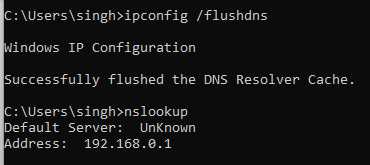 C:\Users\singh>ipconfig /flushdns
Windows IP Configuration
Successfully flushed the DNS Resolver Cache.
C:\Users\singh>nslookup
Default Server:  UnKnown
Address:  192.168.0.1